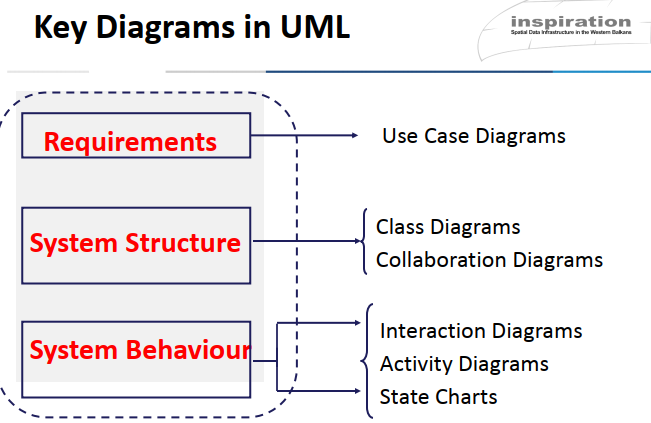 Key Diagrams in UML
inspiration
Spatial Data Infrastructure in the Western Balkans
Requirements
Use Case Diagrams
System Structure
Class Diagrams
Collaboration Diagrams
System Behaviour
Interaction Diagrams
Activity Diagrams
State Charts